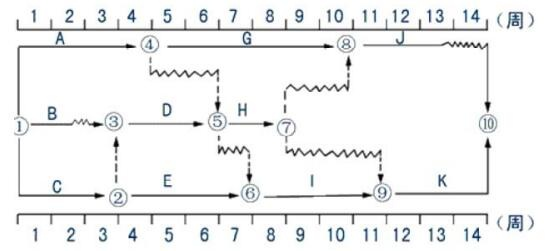 1 2 3 4 5 6 7 8 9 10 11 12 13 14 (周)
A ④ G ⑧ J
① B ③ D ⑤ H ⑦ ⑩
C ② E ⑥ I ⑨ K
1 2 3 4 5 6 7 8 9 10 11 12 13 14 (周)